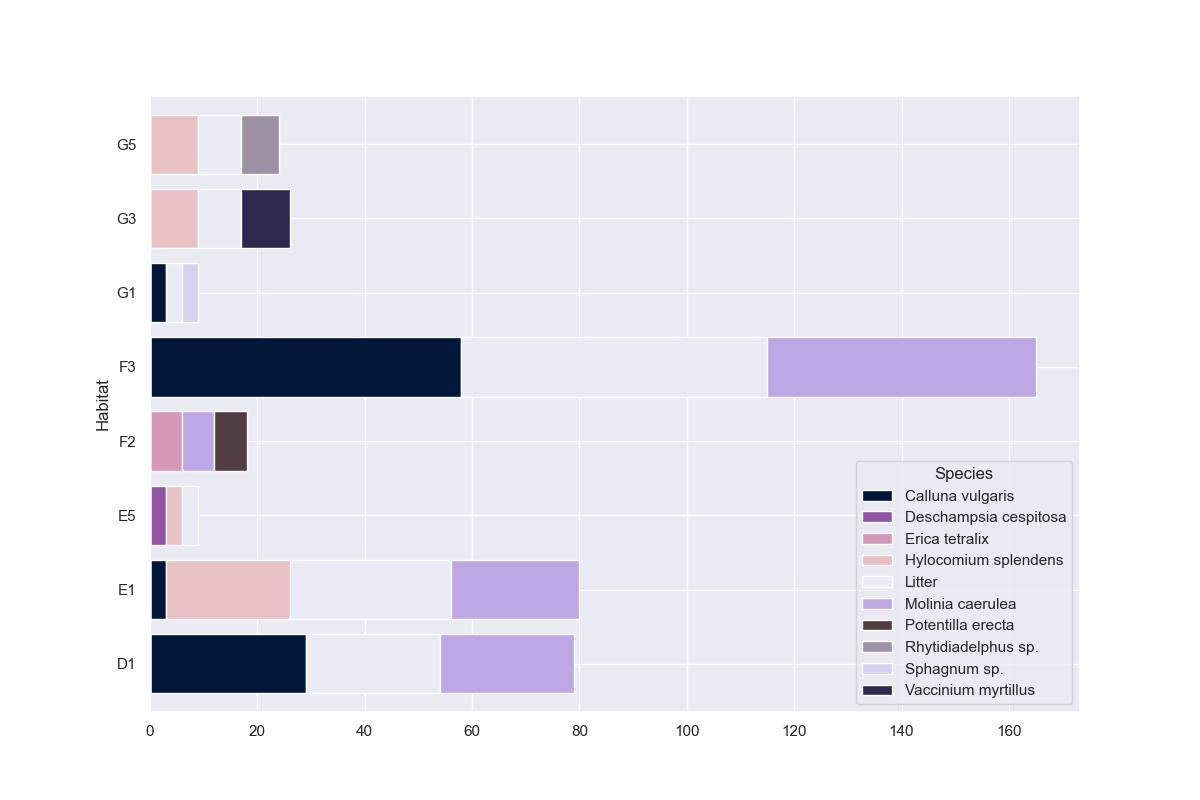 G5
G3
G1
F3
F2
E5
E1
D1
Habitat
0 20 40 60 80 100 120 140 160
Species
Calluna vulgaris
Deschampsia cespitosa
Erica tetralix
Hylocomium splendens
Litter
Molinia caerulea
Potentilla erecta
Rhytidiadelphus sp.
Sphagnum sp.
Vaccinium myrtillus